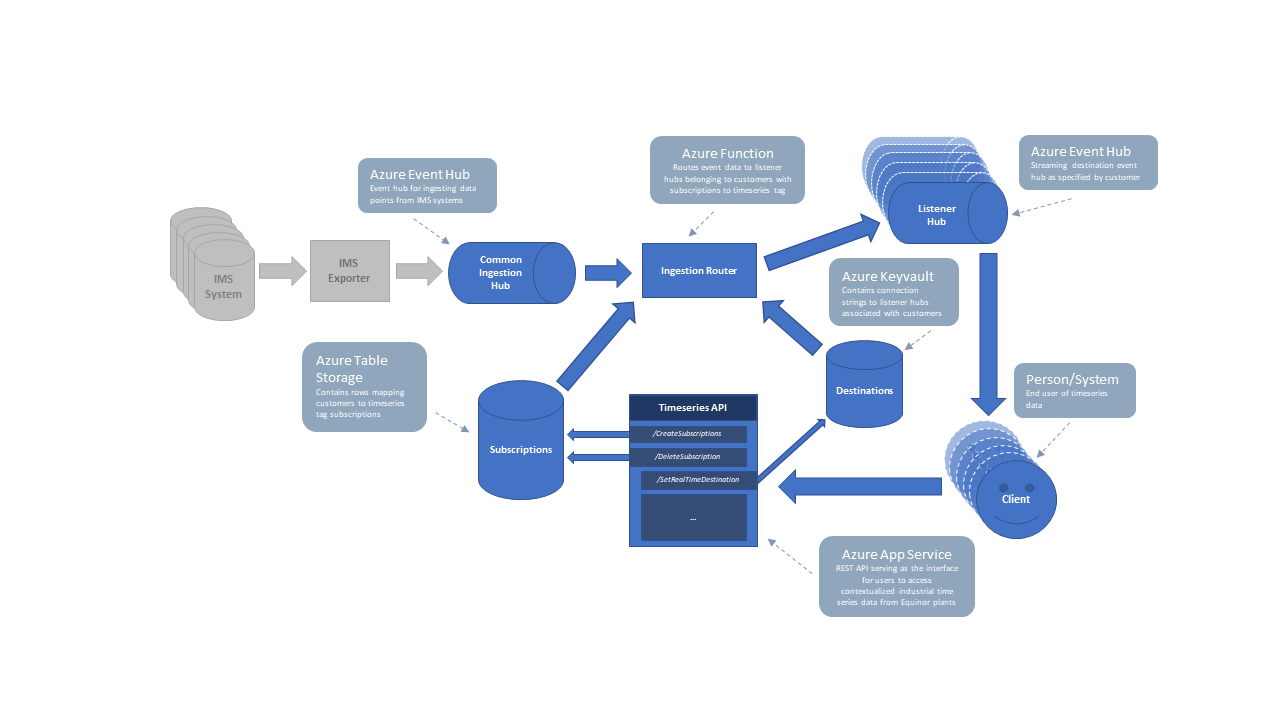 Azure Event Hub
Event hub for ingesting data
points from IMS systems
Azure Function
Routes event data to listener
hubs belonging to customers with
subscriptions to timeseries tag
Azure Event Hub
Streaming destination event
hub as specified by customer
IMS
System
IMS
Exporter
Common
Ingestion
Hub
Ingestion Router
Listener
Hub
Azure Keyvault
Contains connection
strings to listener hubs
associated with customers
Azure Table
Storage
Contains rows mapping
customers to timeseries
tag subscriptions
Subscriptions
Timeseries API
/CreateSubscriptions
/DeleteSubscription
/SetRealTimeDestination
...
Destinations
Person/System
End user of timeseries
data
Client
Azure App Service
REST API serving as the interface
for users to access
contextualized industrial time
series data from Equinor plants